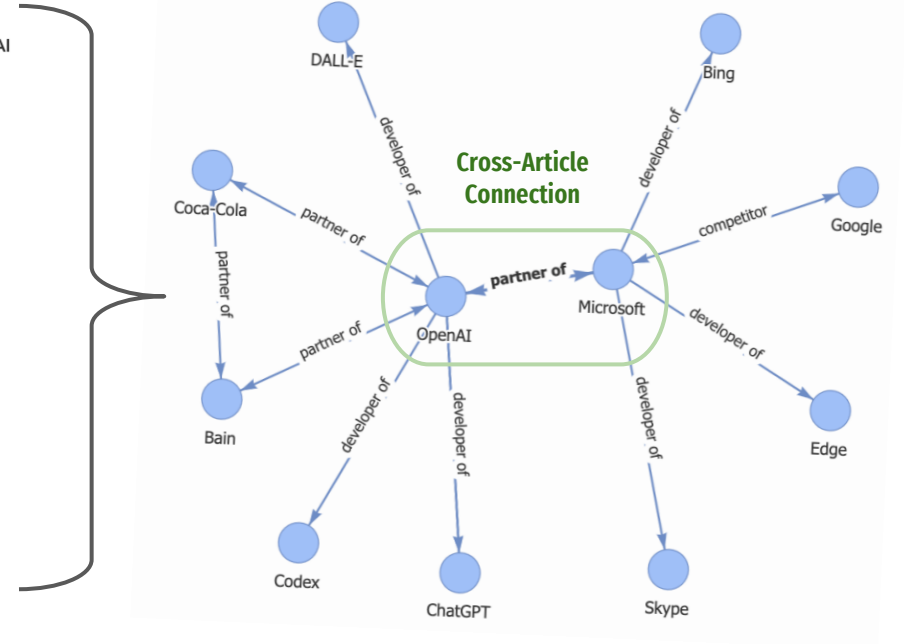 AI
DALL-E
Bing
developer of
developer of
Cross-Article
Connection
Coca-Cola
partner of
competitor
Google
partner of
partner of
Microsoft
OpenAI
partner of
developer of
developer of
developer of
developer of
Bain
Edge
Codex
ChatGPT
Skype